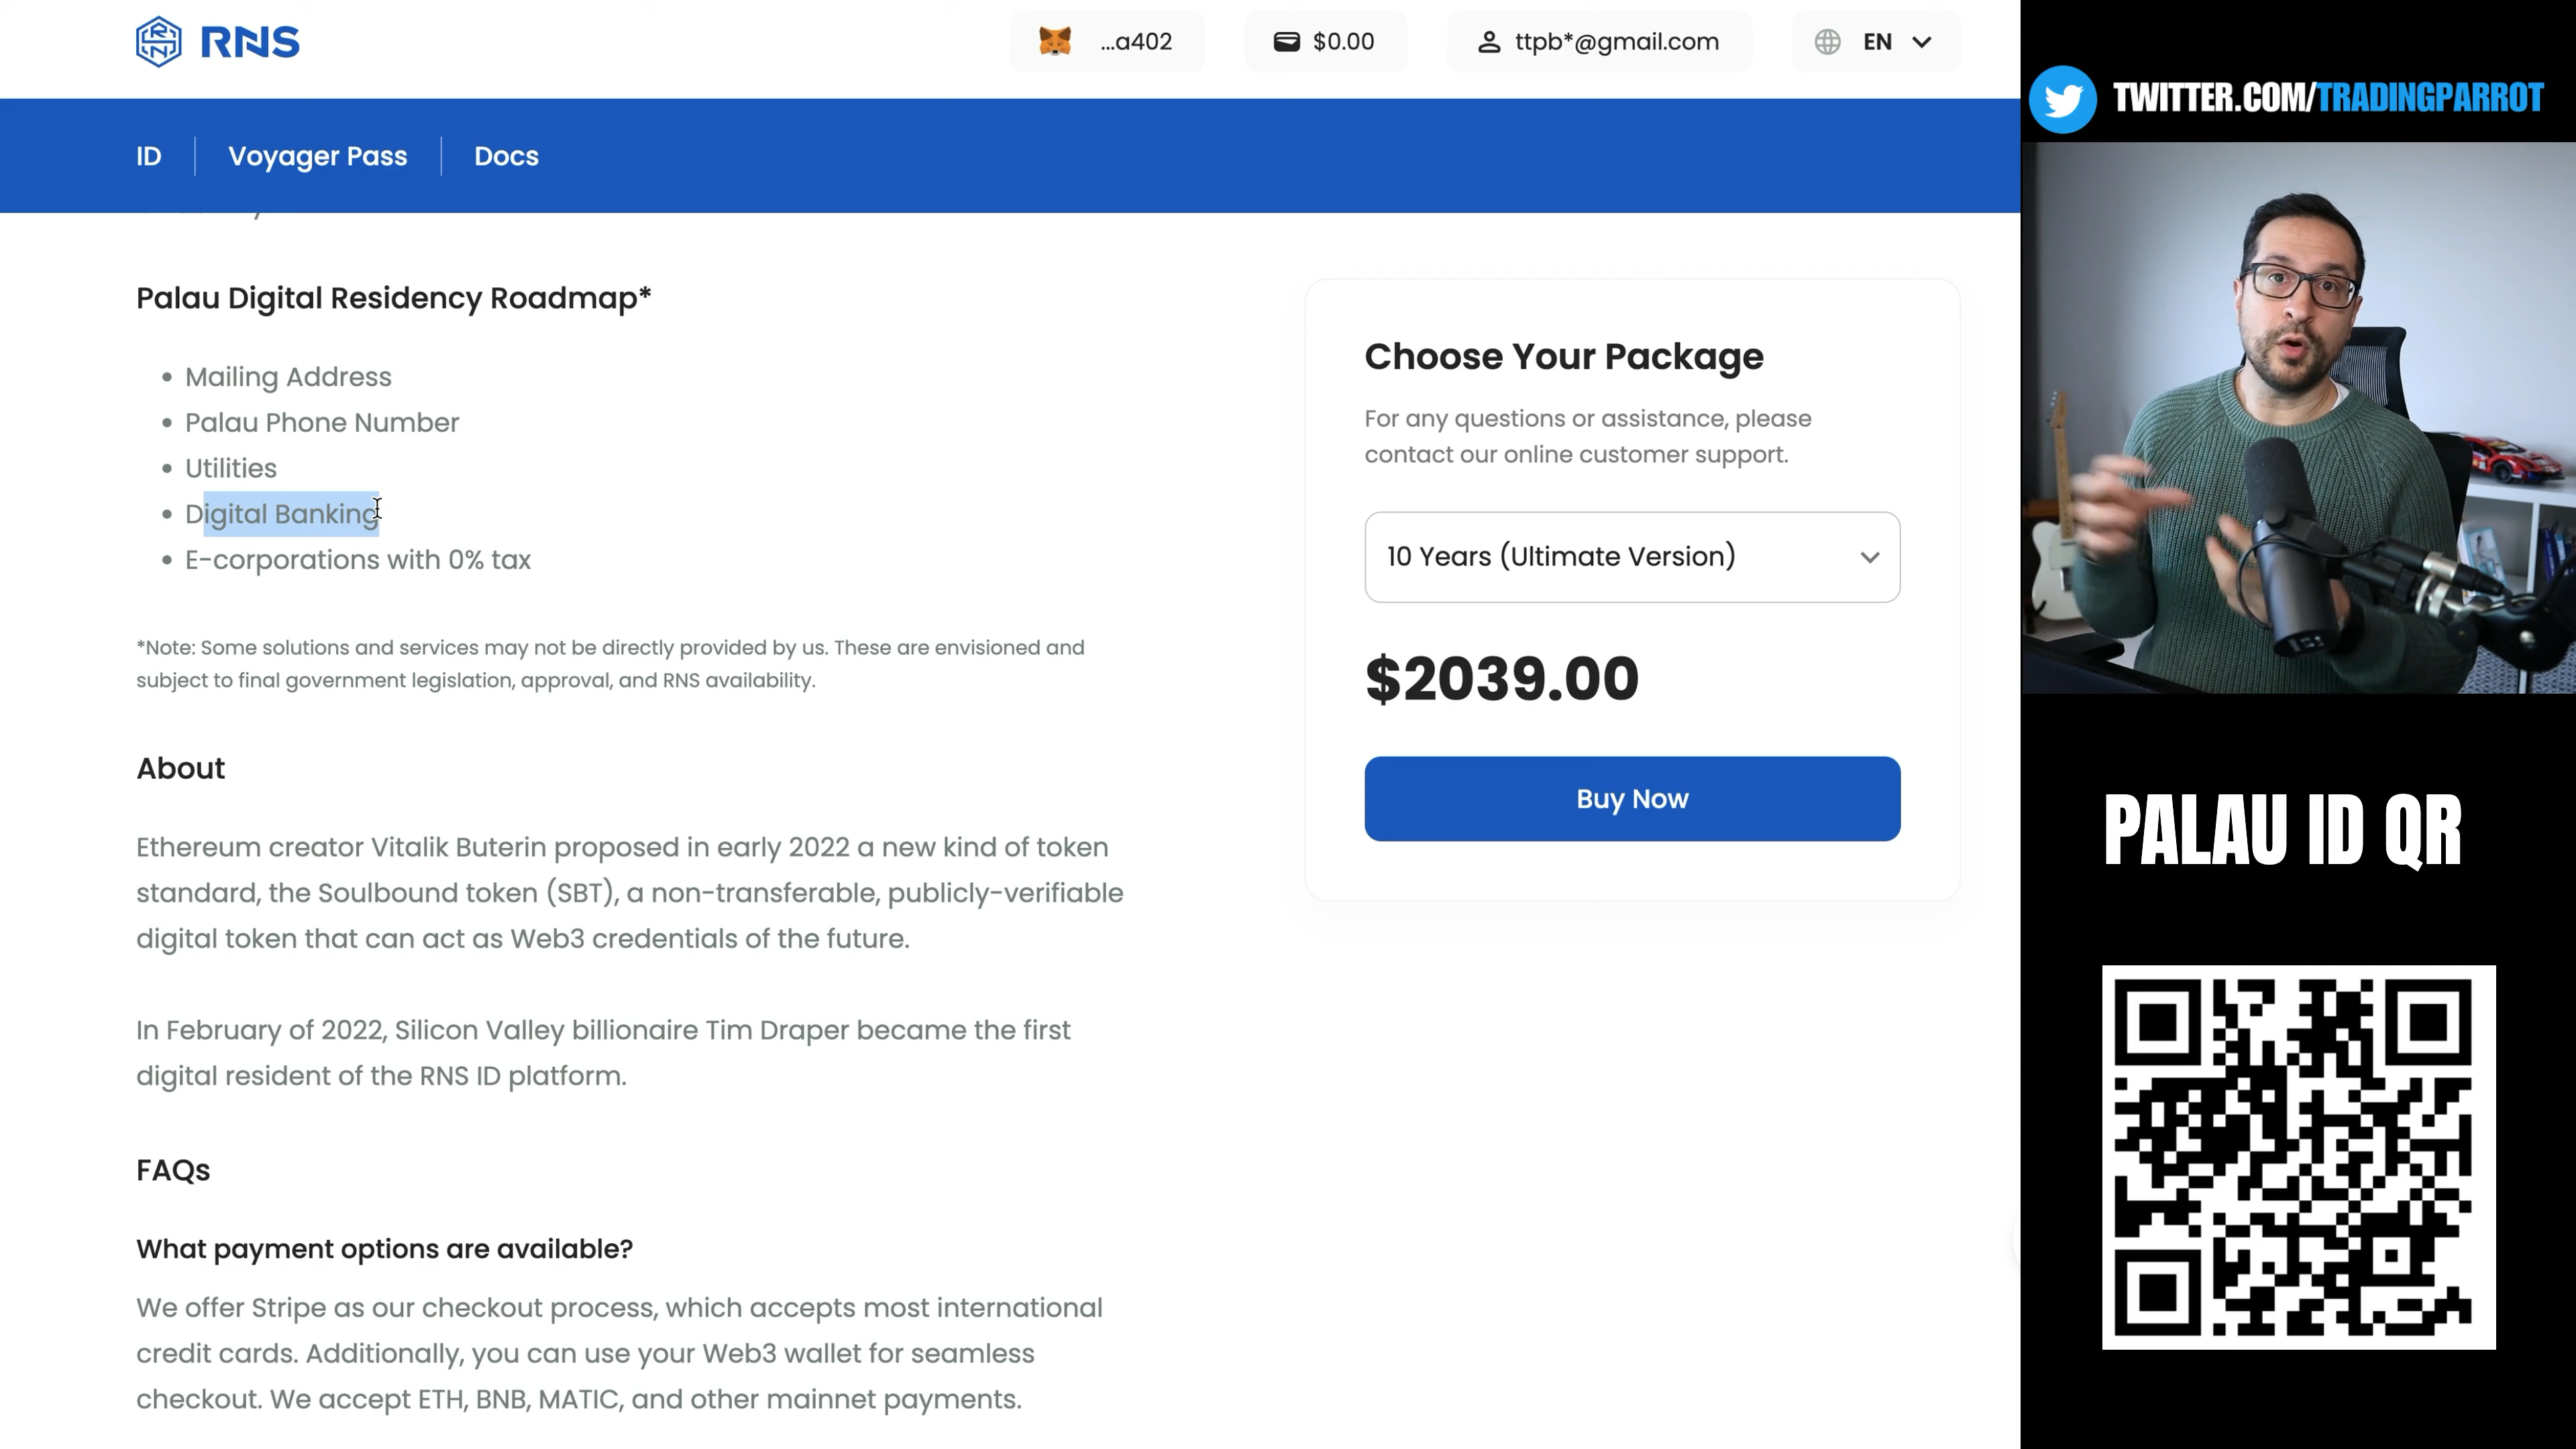 RNS
...a402
$0.00
ttpb*@gmail.com
EN
TWITTER.COM/TRADINGPARROT
ID
Voyager Pass
Docs
Palau Digital Residency Roadmap*
• Mailing Address
• Palau Phone Number
• Utilities
• Digital Banking
• E-corporations with 0% tax
*Note: Some solutions and services may not be directly provided by us. These are envisioned and
subject to final government legislation, approval, and RNS availability.
Choose Your Package
For any questions or assistance, please
contact our online customer support.
10 Years (Ultimate Version)
$2039.00
Buy Now
About
Ethereum creator Vitalik Buterin proposed in early 2022 a new kind of token
standard, the Soulbound token (SBT), a non-transferable, publicly-verifiable
digital token that can act as Web3 credentials of the future.
In February of 2022, Silicon Valley billionaire Tim Draper became the first
digital resident of the RNS ID platform.
FAQs
What payment options are available?
We offer Stripe as our checkout process, which accepts most international
credit cards. Additionally, you can use your Web3 wallet for seamless
checkout. We accept ETH, BNB, MATIC, and other mainnet payments.
PALAU ID QR